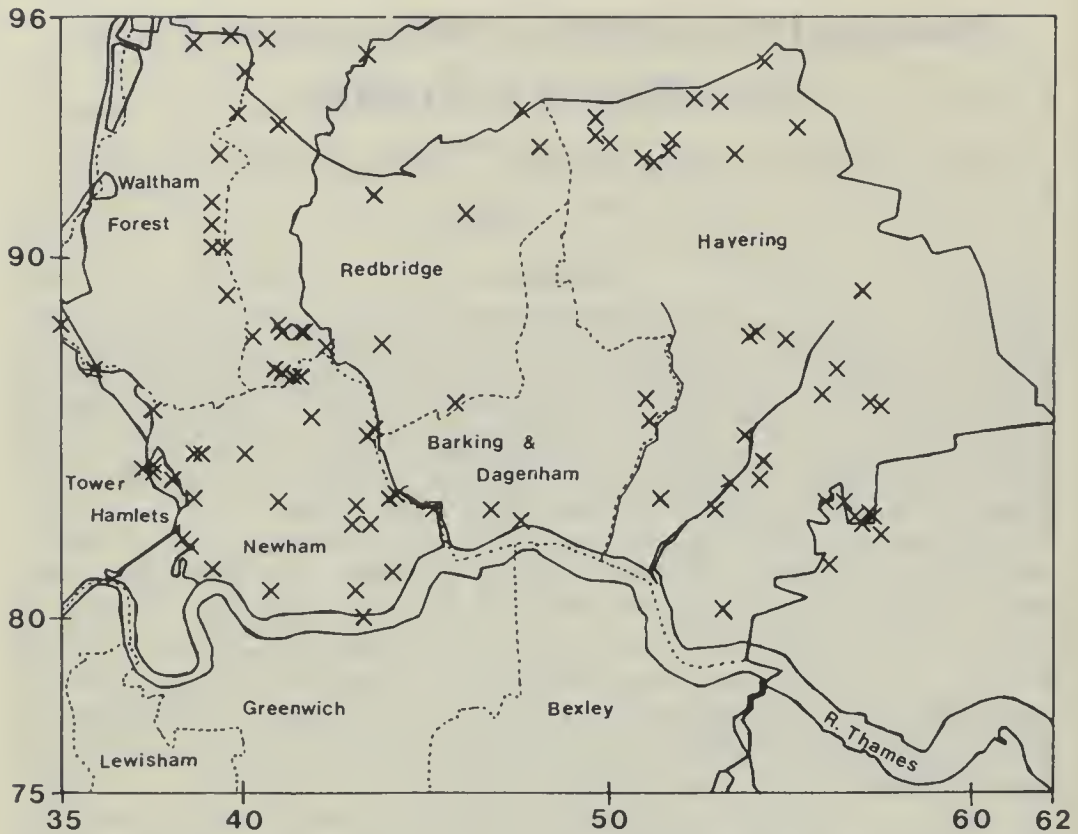 96
Waltham
Forest
Havering
90
Redbridge
Barking &
Dagenham
Tower
Hamlets
Newham
80
Greenwich
Bexley
R. Thames
Lewisham
75
35
40
50
60
62